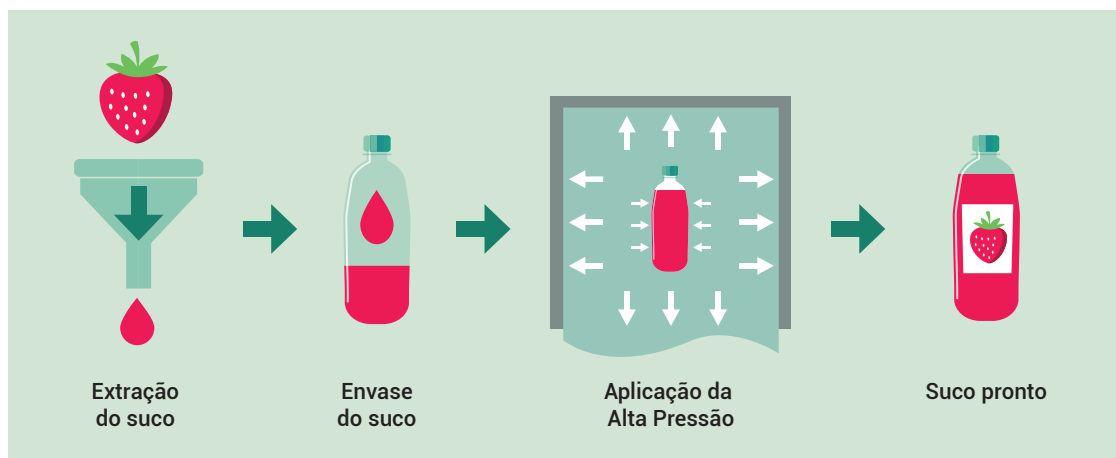 Extração
do suco
Envase
do suco
Aplicação da
Alta Pressão
Suco pronto